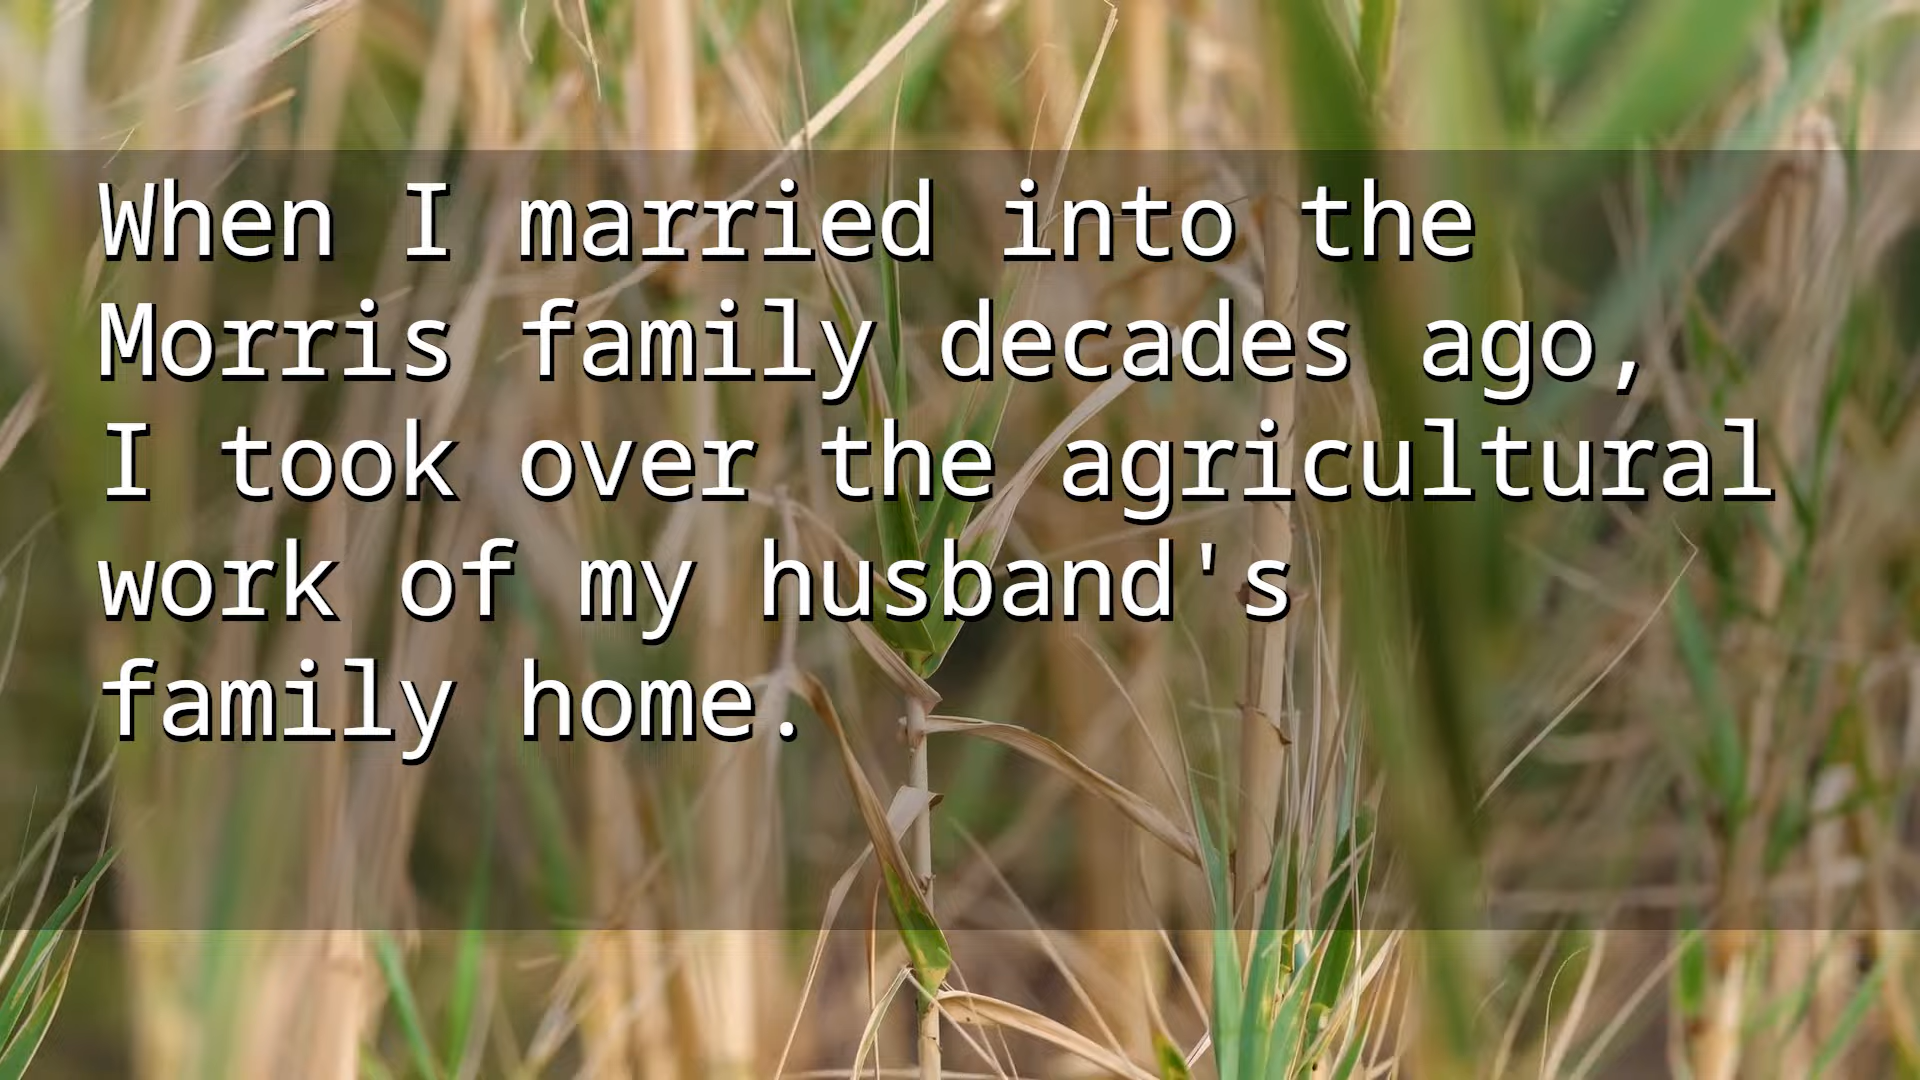 When I married into the
Morris family decades ago,
I took over the agricultural
work of my husband's
family home.